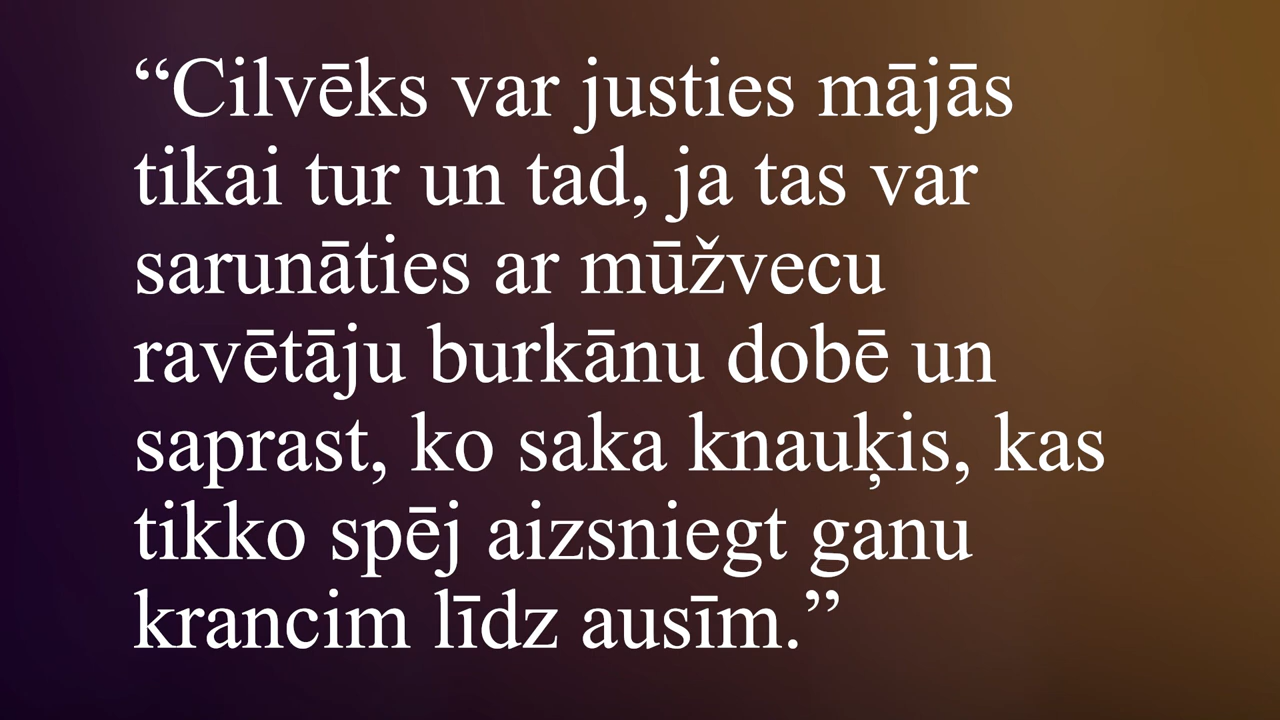 “Cilvēks var justies mājās
tikai tur un tad, ja tas var
sarunāties ar mūžvecu
ravētāju burkānu dobē un
saprast, ko saka knauķis, kas
tikko spēj aizsniegt ganu
krancim līdz ausīm.”